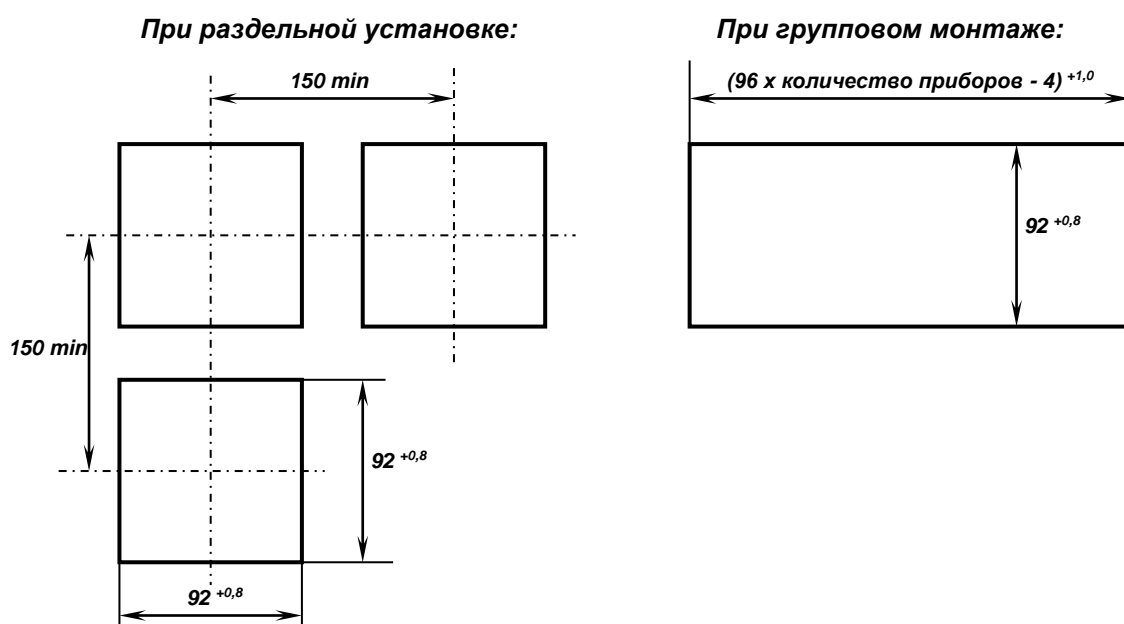 При раздельной установке:
150 min
150 min
92 +0,8
92 +0,8
При групповом монтаже:
(96 x количество приборов - 4) +1,0
92 +0,8